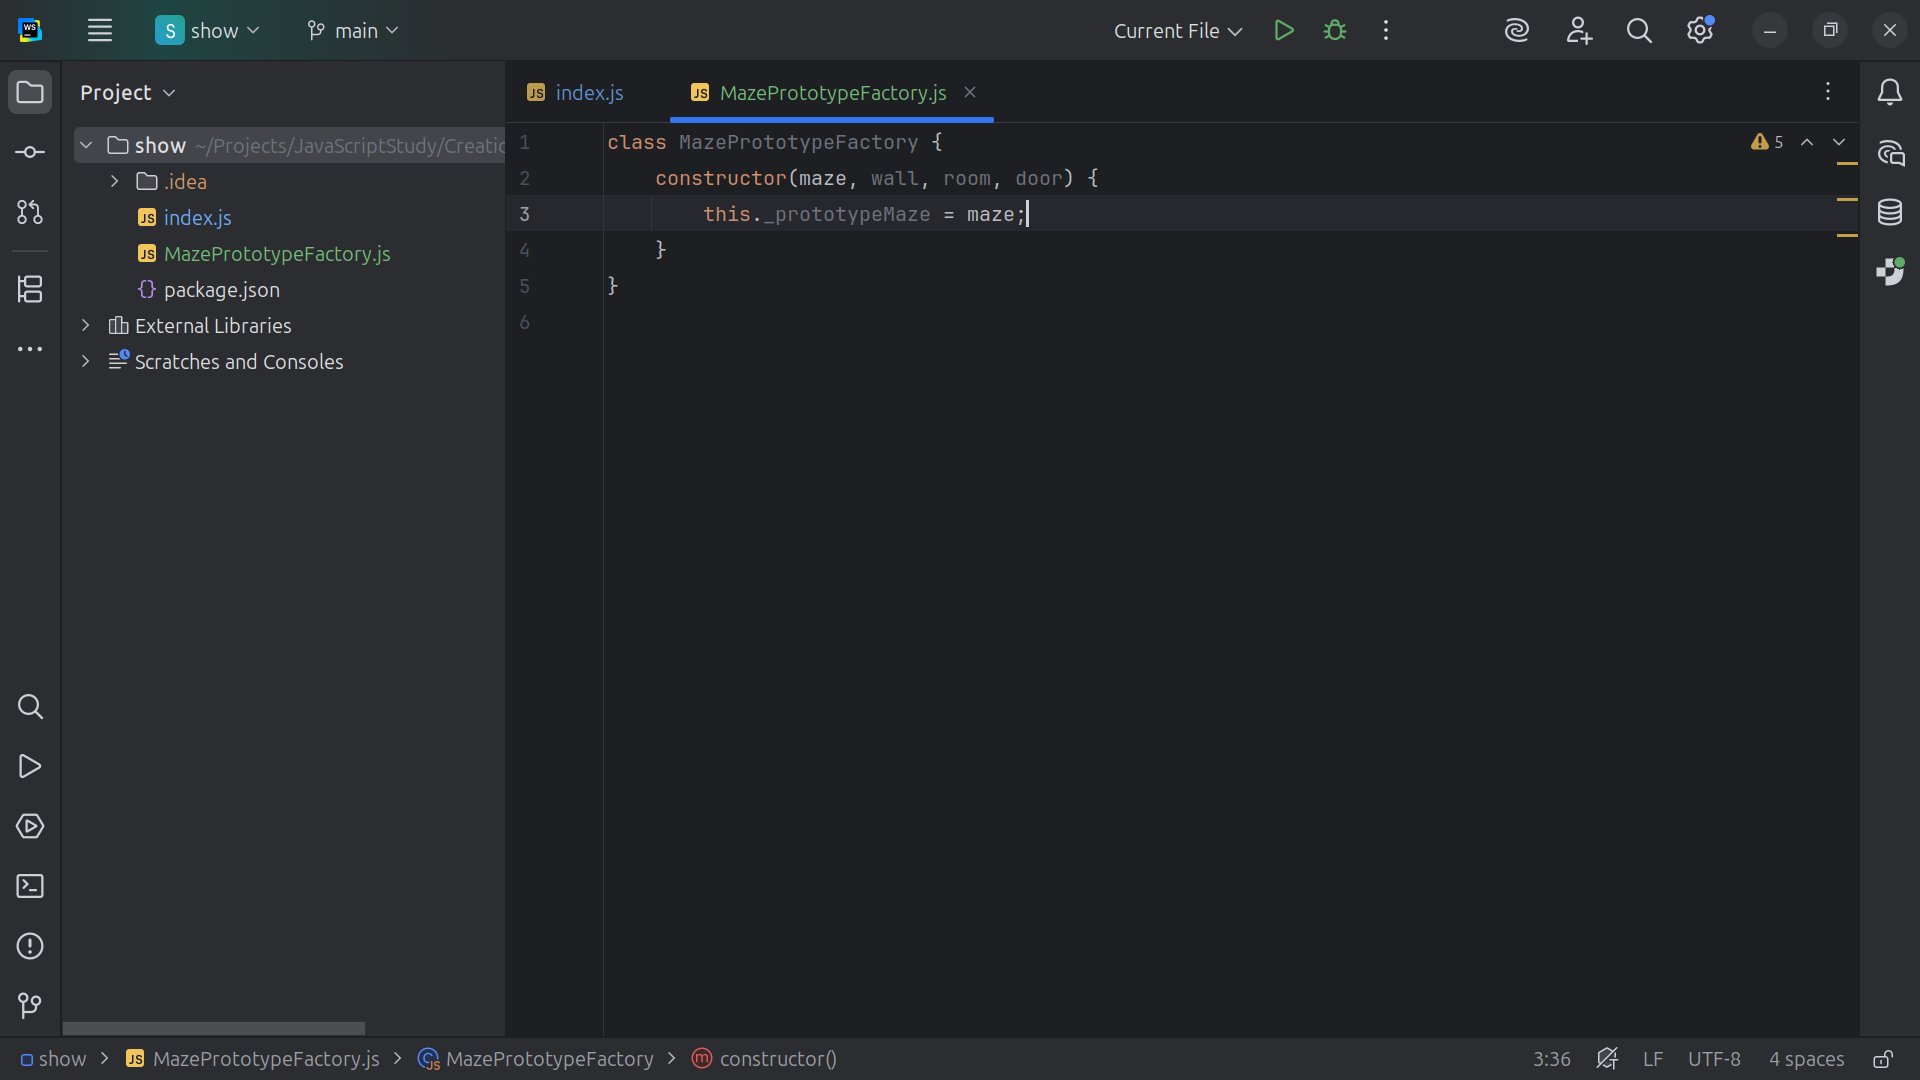 WS
S show
main
Current File
Project
index.js
MazePrototypeFactory.js
show ~/Projects/JavaScriptStudy/Creatio
.idea
JS index.js
JS MazePrototypeFactory.js
{} package.json
External Libraries
Scratches and Consoles
JS
JS
1 class MazePrototypeFactory {
2 constructor(maze, wall, room, door) {
3 this._prototypeMaze = maze;
4 }
5 }
6
5
show > JS MazePrototypeFactory.js > MazePrototypeFactory > m constructor()
3:36 LF UTF-8 4 spaces